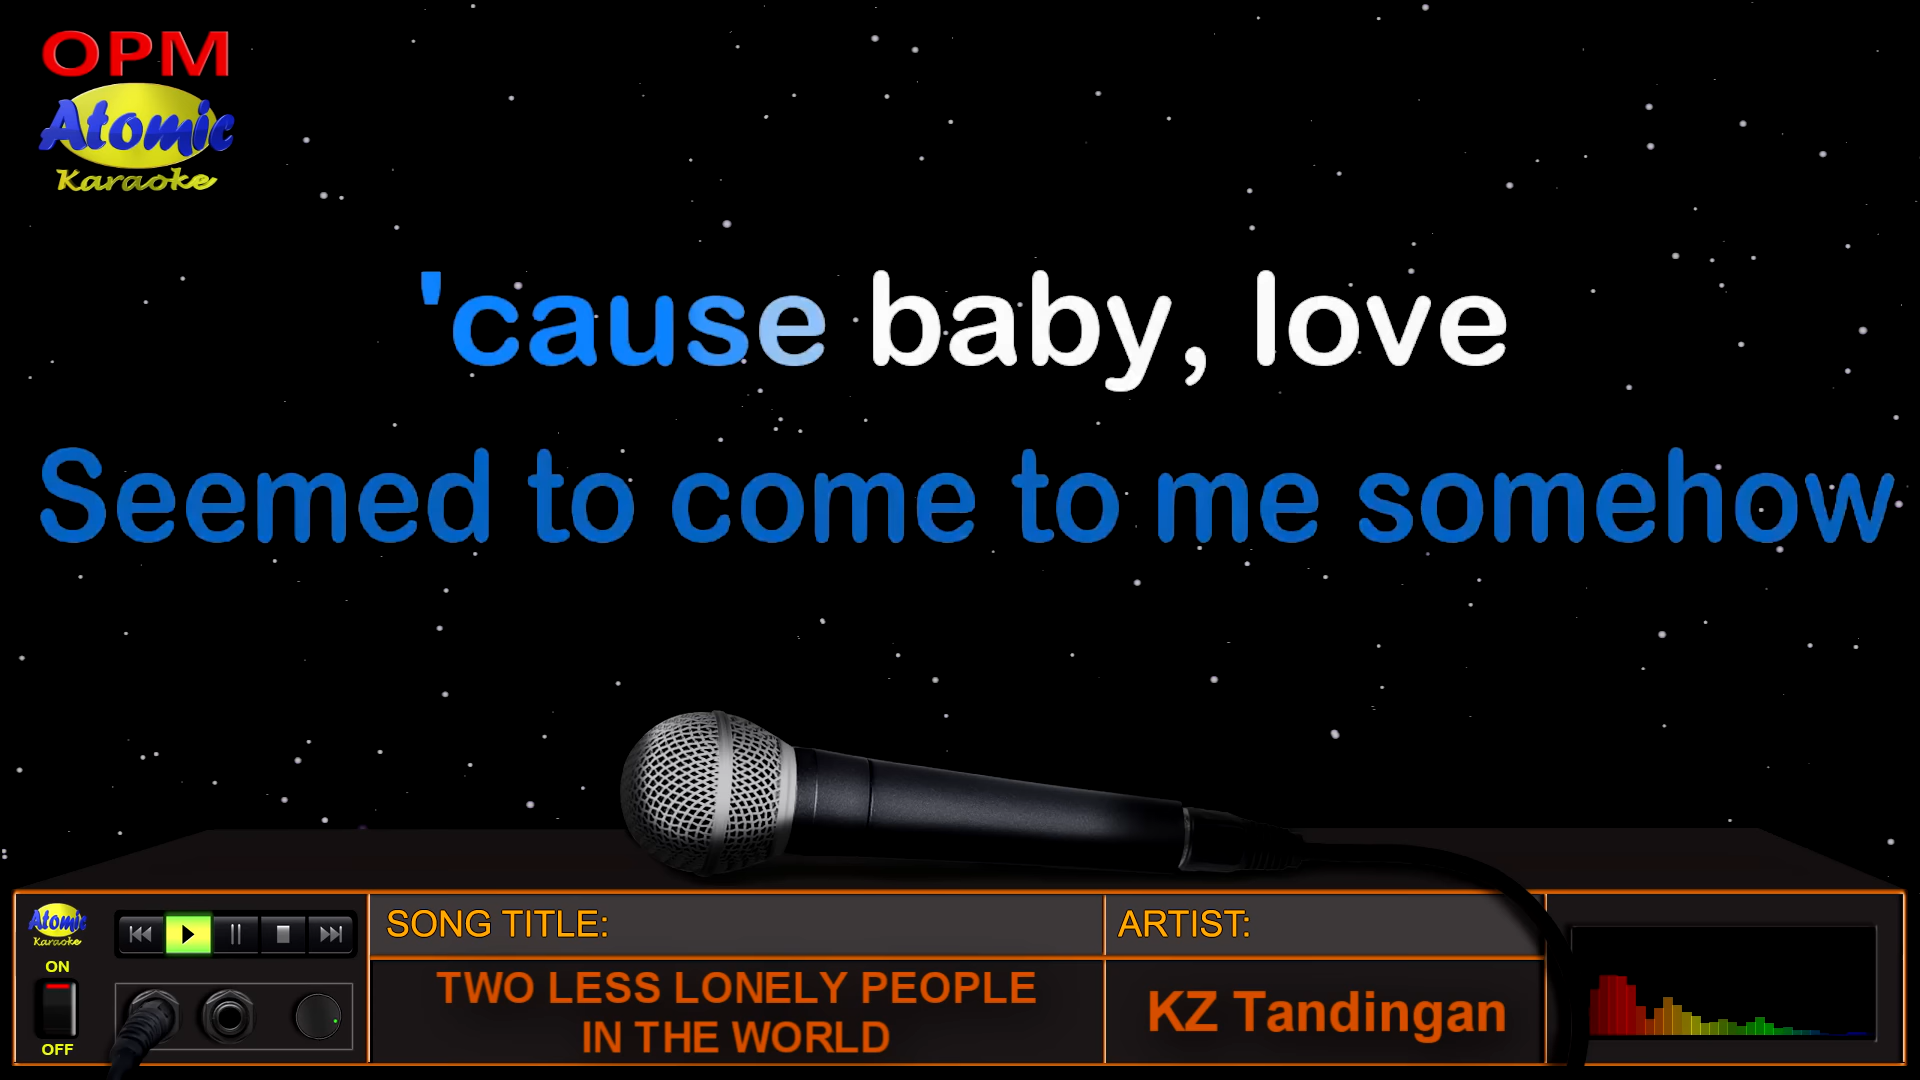 OPM
Atomic
Karaoke
'cause baby, love
Seemed to come to me somehow
Atomic
Karaoke
ON
OFF
SONG TITLE:
TWO LESS LONELY PEOPLE
IN THE WORLD
ARTIST:
KZ Tandingan